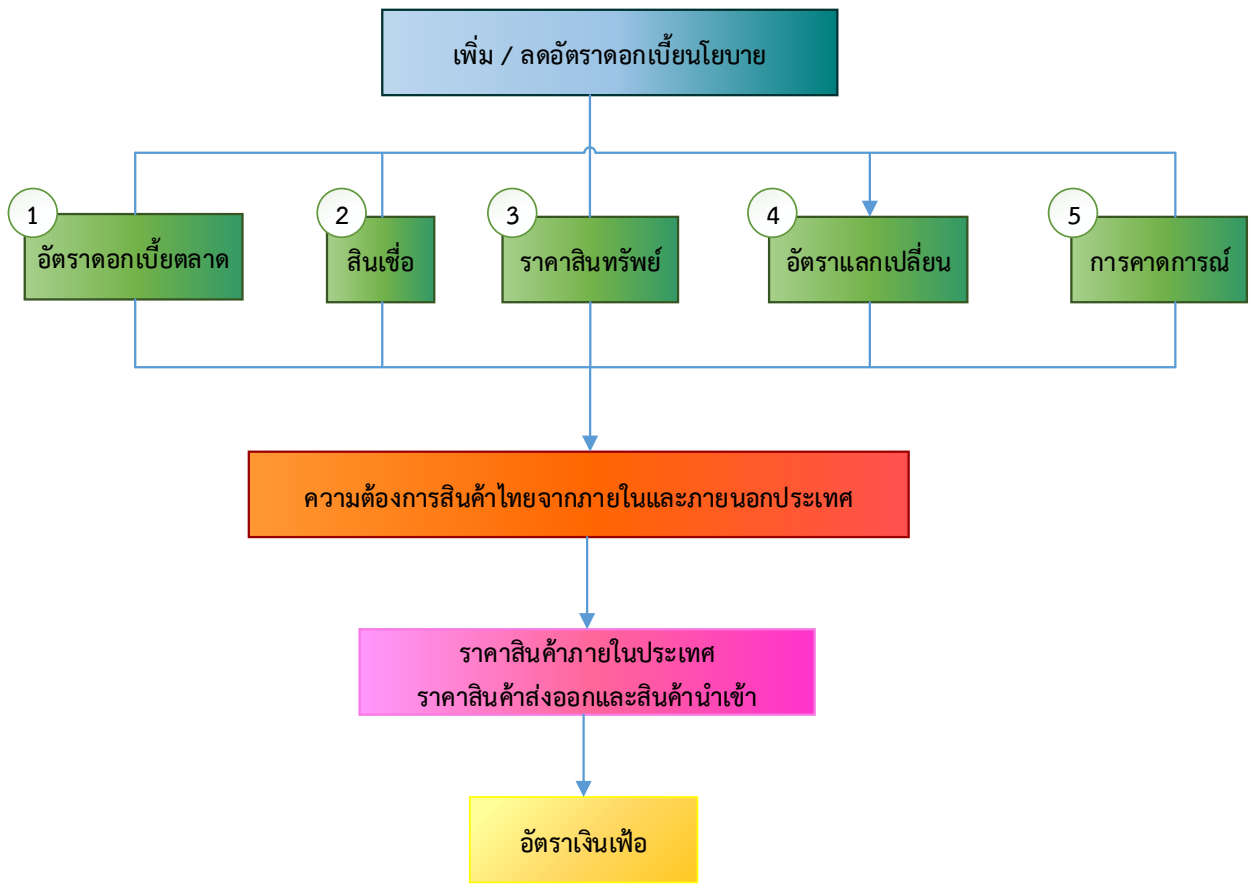 เพิ่ม / ลดอัตราดอกเบี้ยนโยบาย
1
อัตราดอกเบี้ยตลาด
2
สินเชื่อ
3
ราคาสินทรัพย์
4
อัตราแลกเปลี่ยน
5
การคาดการณ์
ความต้องการสินค้าไทยจากภายในและภายนอกประเทศ
ราคาสินค้าภายในประเทศ
ราคาสินค้าส่งออกและสินค้านำเข้า
อัตราเงินเฟ้อ